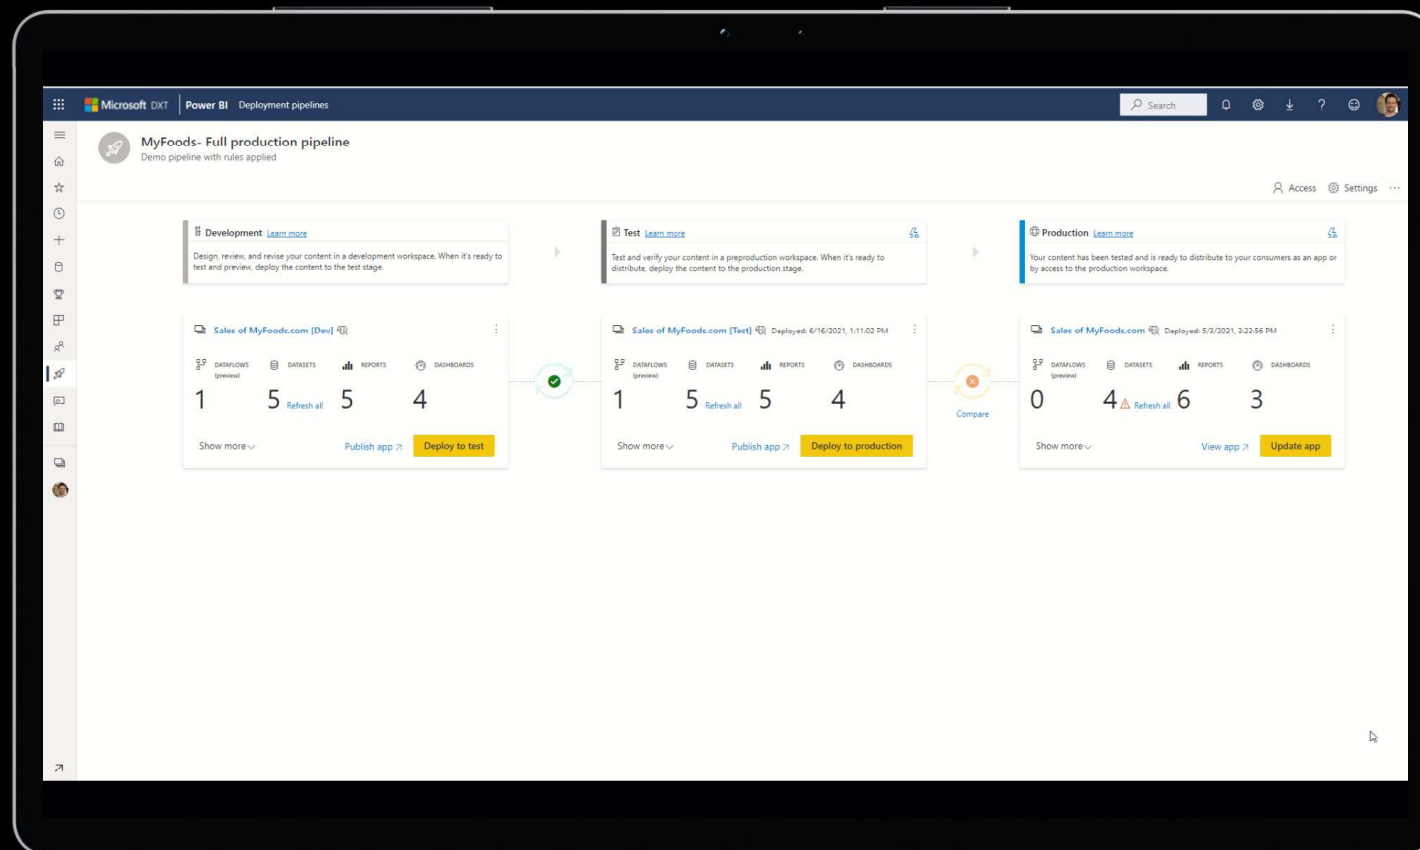 Microsoft DXT Power BI Deployment pipelines Search
MyFoods- Full production pipeline
Demo pipeline with rules applied
Access Settings
Development Learn more
Design, review, and revise your content in a development workspace. When it's ready to
test and preview, deploy the content to the test stage.
Test Learn more
Test and verify your content in a preproduction workspace. When it's ready to
distribute, deploy the content to the production stage.
Production Learn more
Your content has been tested and is ready to distribute to your consumers as an app or
by access to the production workspace.
Sales of MyFoods.com [Dev]
DATAFLOWS DATASETS REPORTS DASHBOARDS
(preview)
1 5 Refresh all 5 4
Show more Publish app Deploy to test
Sales of MyFoods.com [Test] Deployed: 6/16/2021, 1:11:02 PM
DATAFLOWS DATASETS REPORTS DASHBOARDS
(preview)
1 5 Refresh all 5 4
Show more Publish app Deploy to production
Compare
Sales of MyFoods.com Deployed: 5/3/2021, 3:23:56 PM
DATAFLOWS DATASETS REPORTS DASHBOARDS
(preview)
0 4 Refresh all 6 3
Show more View app Update app